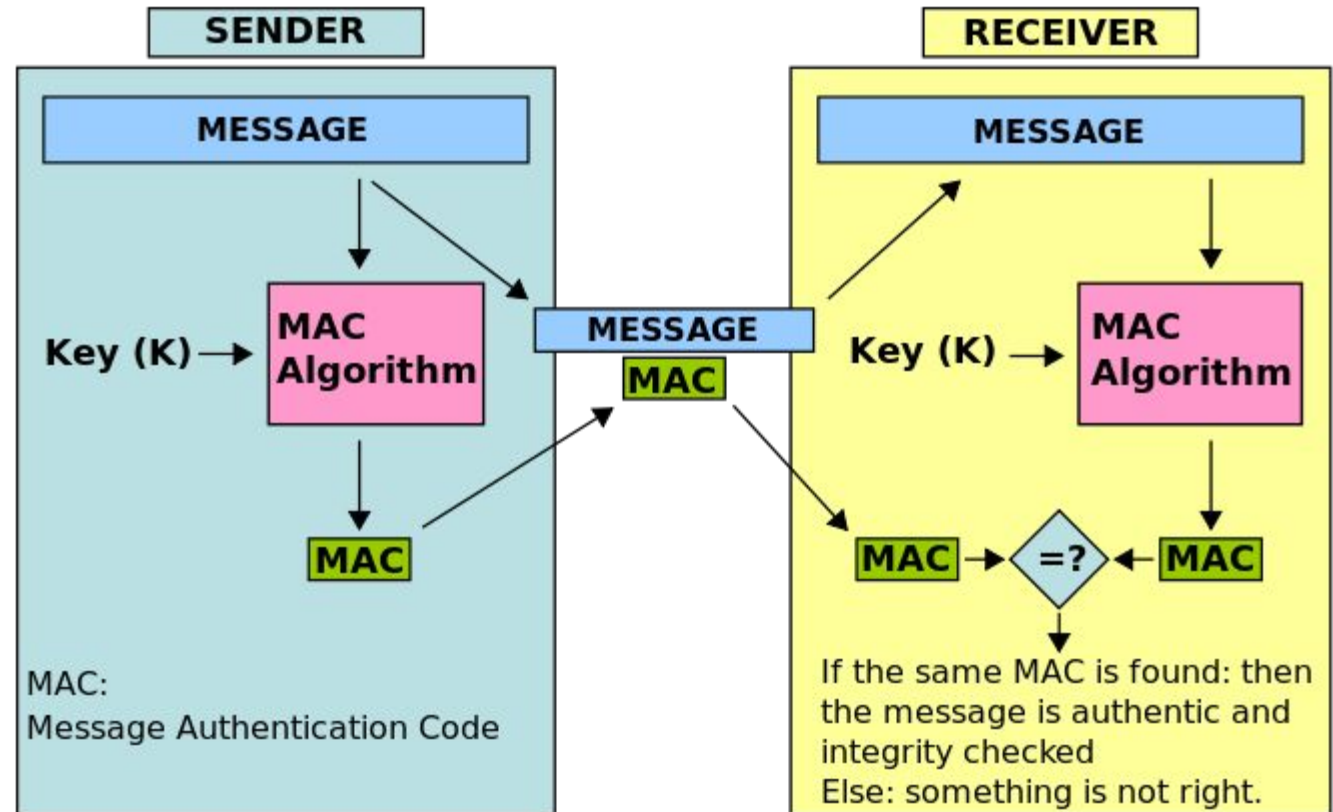 SENDER
MESSAGE
Key (K)
MAC
Algorithm
MAC
MAC:
Message Authentication Code
MESSAGE
MAC
RECEIVER
MESSAGE
Key (K)
MAC
Algorithm
MAC
=?
MAC
If the same MAC is found: then
the message is authentic and
integrity checked
Else: something is not right.